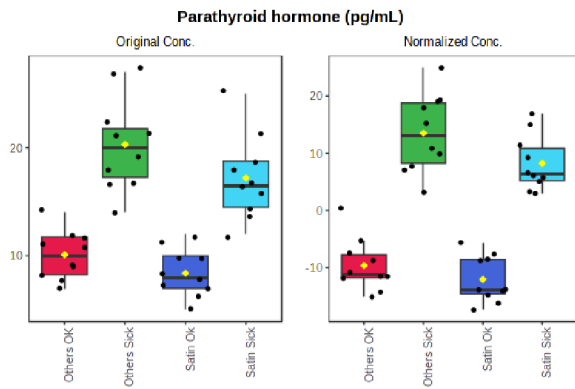 Parathyroid hormone (pg/mL)
Original Conc.
Normalized Conc.
20
10
20
10
0
-10
Others OK
Others Sick
Satin Ok
Satin Sick
Others OK
Others Sick
Satin Ok
Satin Sick